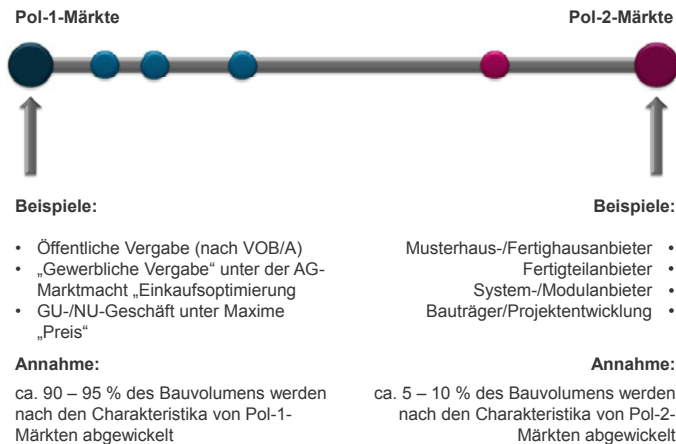 Pol-1-Märkte
Pol-2-Märkte
Beispiele:
• Öffentliche Vergabe (nach VOB/A)
• „Gewerbliche Vergabe“ unter der AG-
Marktmacht „Einkaufsoptimierung
• GU-/NU-Geschäft unter Maxime
„Preis“
Annahme:
ca. 90 – 95 % des Bauvolumens werden
nach den Charakteristika von Pol-1-
Märkten abgewickelt
Beispiele:
Musterhaus-/Fertighausanbieter •
Fertigteilanbieter •
System-/Modulanbieter •
Bauträger/Projektentwicklung •
Annahme:
ca. 5 – 10 % des Bauvolumens werden
nach den Charakteristika von Pol-2-
Märkten abgewickelt